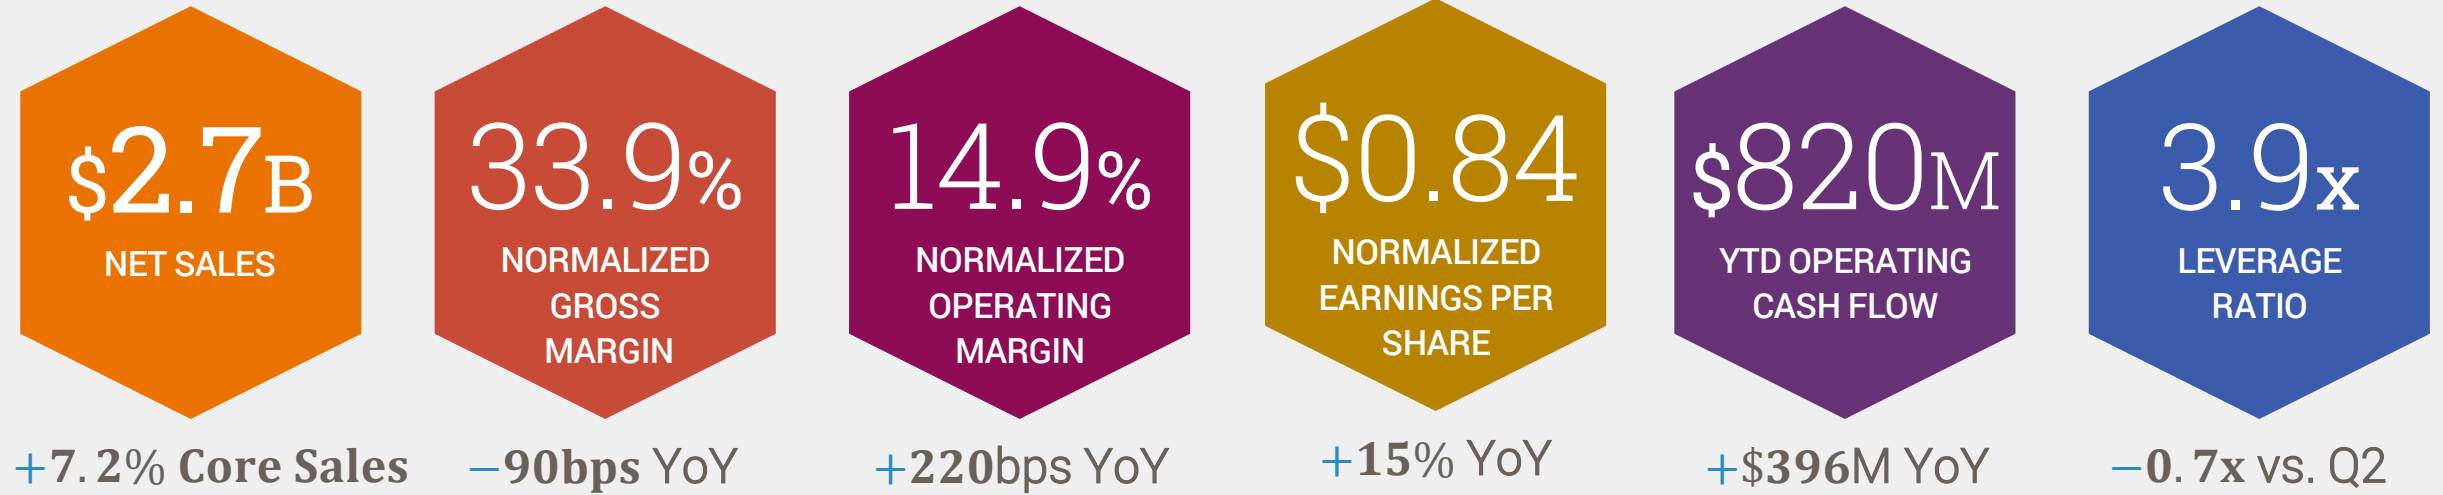 $2.7B
NET SALES
+7.2% Core Sales
33.9%
NORMALIZED
GROSS
MARGIN
−90bps YoY
14.9%
NORMALIZED
OPERATING
MARGIN
+220bps YoY
$0.84
NORMALIZED
EARNINGS PER
SHARE
+15% YoY
$820M
YTD OPERATING
CASH FLOW
+$396M YoY
3.9x
LEVERAGE
RATIO
−0.7x vs. Q2